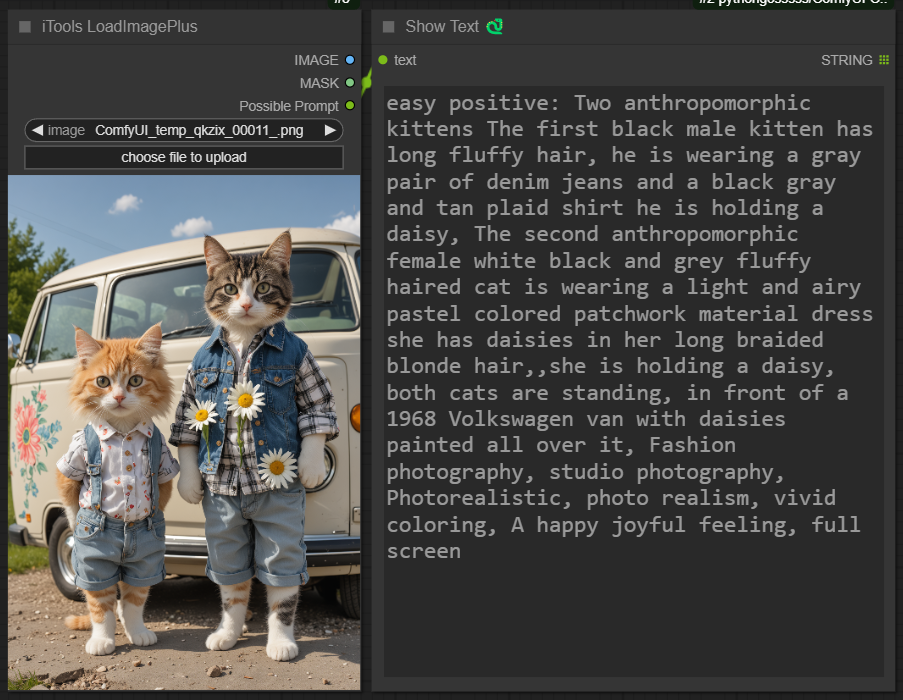 iTools LoadImagePlus
IMAGE
MASK
Possible Prompt
image ComfyUI_temp_qkzix_00011_.png
choose file to upload
Show Text
text
STRING
easy positive: Two anthropomorphic
kittens The first black male kitten has
long fluffy hair, he is wearing a gray
pair of denim jeans and a black gray
and tan plaid shirt he is holding a
daisy, The second anthropomorphic
female white black and grey fluffy
haired cat is wearing a light and airy
pastel colored patchwork material dress
she has daisies in her long braided
blonde hair,,she is holding a daisy,
both cats are standing, in front of a
1968 Volkswagen van with daisies
painted all over it, Fashion
photography, studio photography,
Photorealistic, photo realism, vivid
coloring, A happy joyful feeling, full
screen